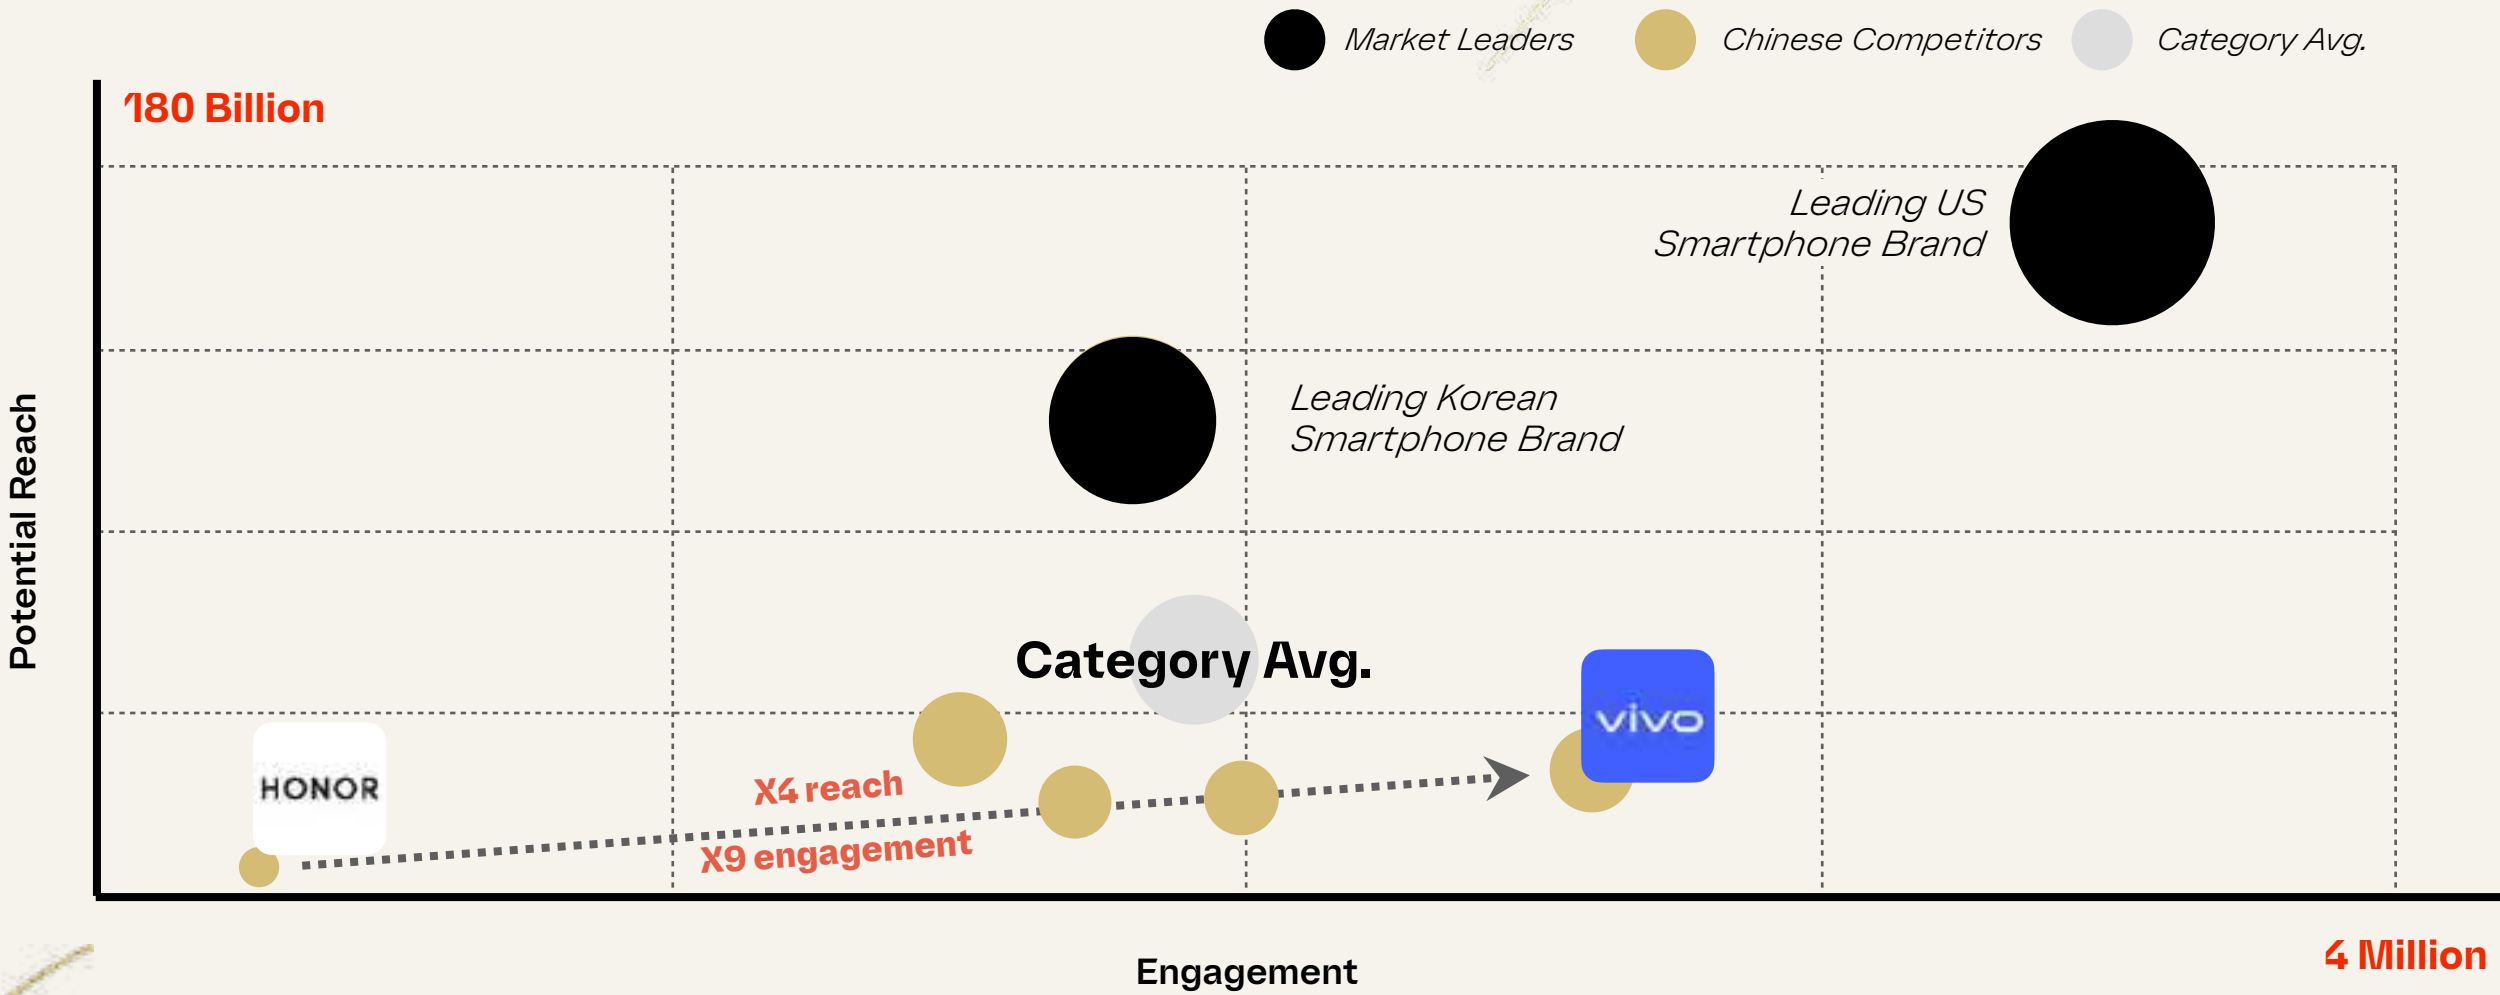 Market Leaders
Chinese Competitors
Category Avg.
180 Billion
Leading US
Smartphone Brand
Leading Korean
Smartphone Brand
Potential Reach
Category Avg.
vivo
HONOR
X4 reach
X9 engagement
4 Million
Engagement